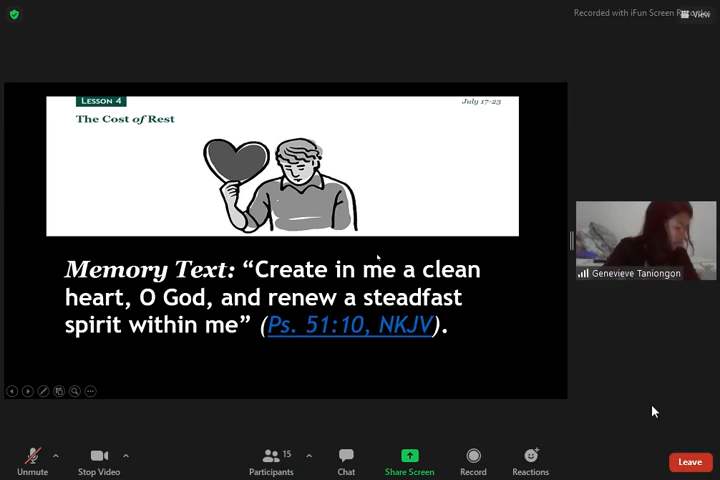 Recorded with iFun Screen
View
LESSON 4
July 17-23
The Cost of Rest
Memory Text: “Create in me a clean
heart, O God, and renew a steadfast
spirit within me” (Ps. 51:10, NKJV).
Genevieve Taniongon
Unmute
Stop Video
15
Participants
Chat
Share Screen
Record
Reactions
Leave